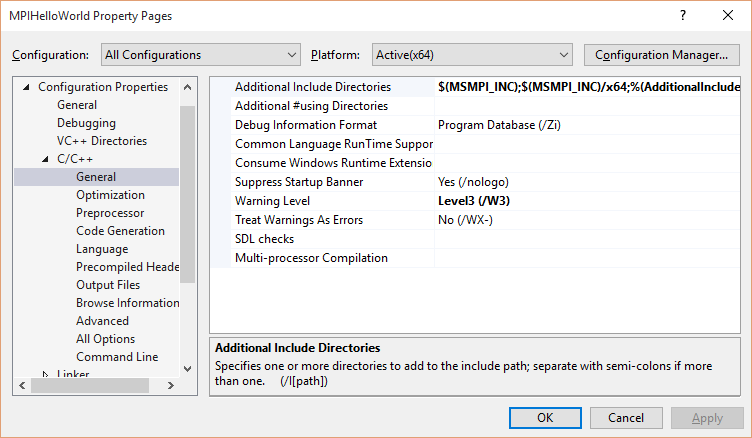 MPIHelloWorld Property Pages
? ×
Configuration: All Configurations Platform: Active(x64) Configuration Manager...
Configuration Properties
General
Debugging
VC++ Directories
C/C++
General
Optimization
Preprocessor
Code Generation
Language
Precompiled Heade
Output Files
Browse Information
Advanced
All Options
Command Line
Linker
Additional Include Directories $(MSMPI_INC);$(MSMPI_INC)/x64;%(AdditionalInclude
Additional #using Directories
Debug Information Format Program Database (/Zi)
Common Language RunTime Suppor
Consume Windows Runtime Extension
Suppress Startup Banner Yes (/nologo)
Warning Level Level3 (/W3)
Treat Warnings As Errors No (/WX-)
SDL checks
Multi-processor Compilation
Additional Include Directories
Specifies one or more directories to add to the include path; separate with semi-colons if more
than one. (/I[path])
OK Cancel Apply